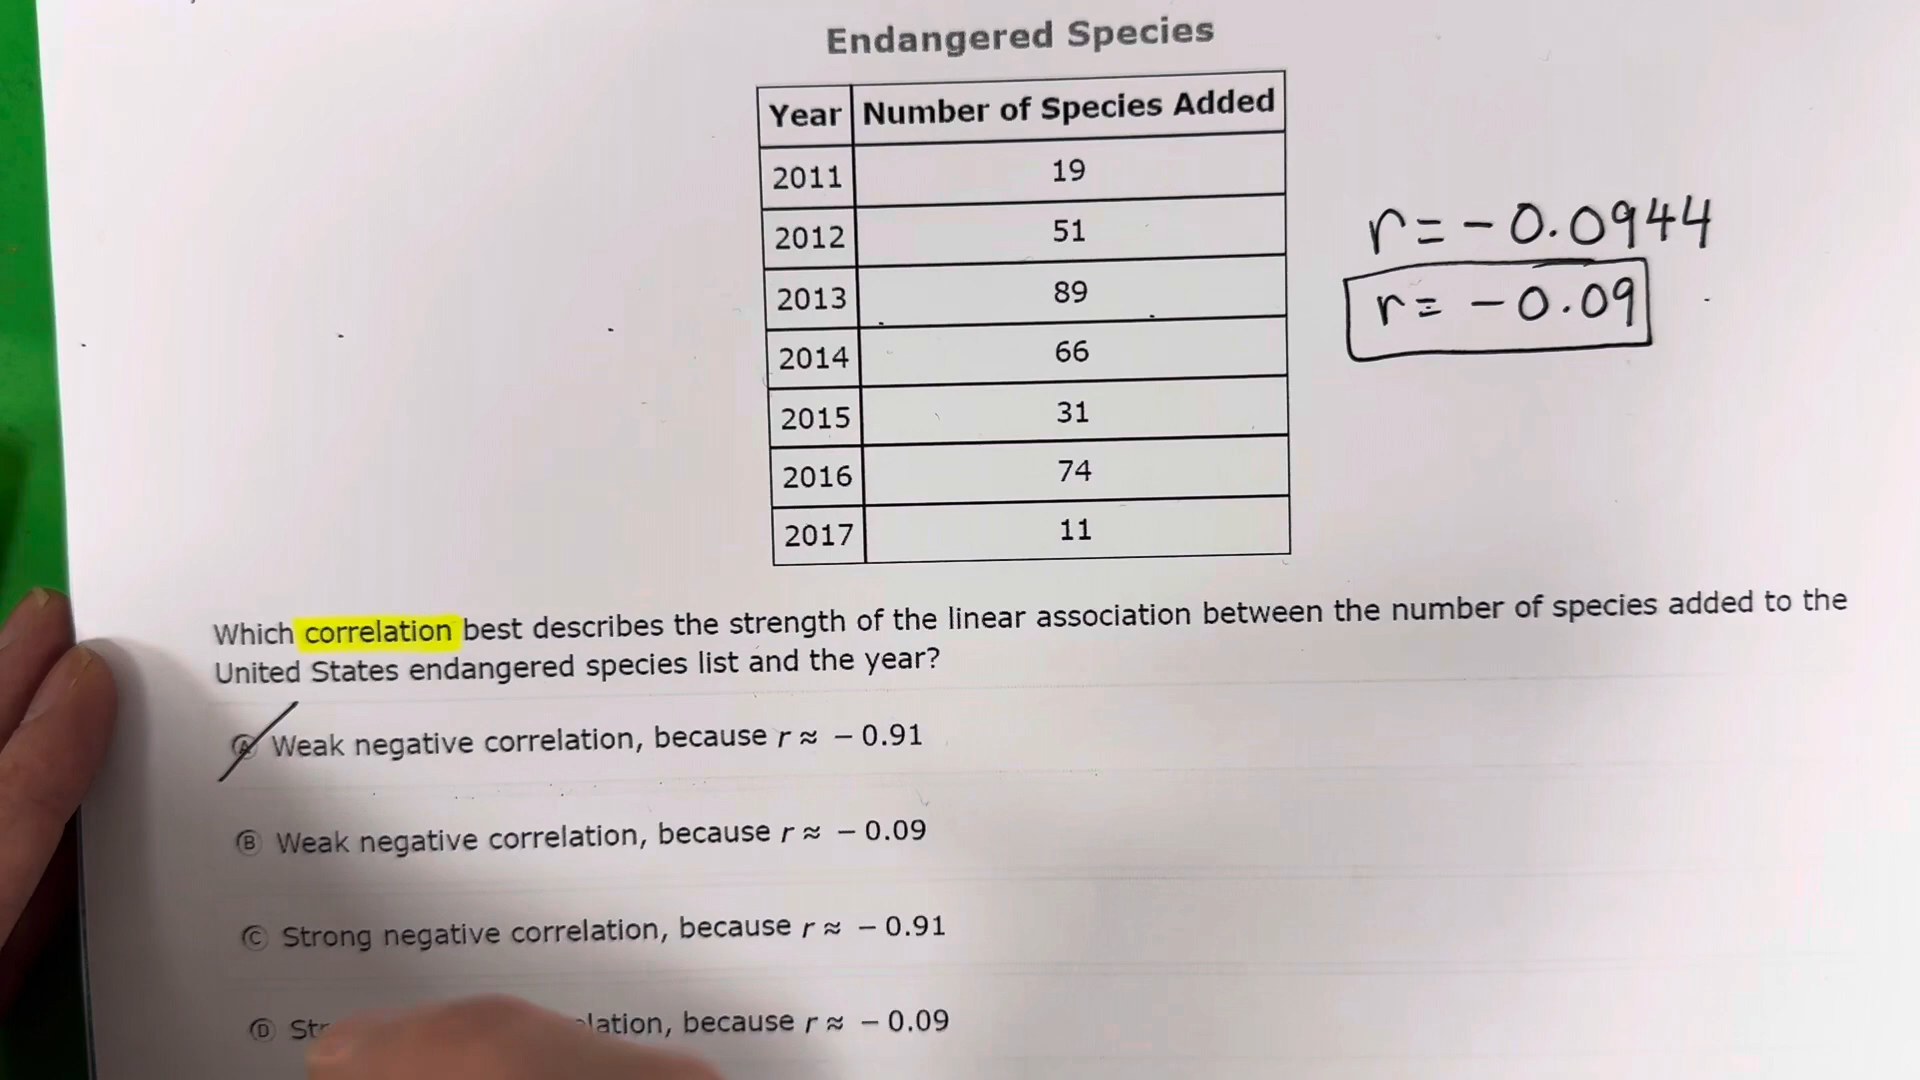 Endangered Species
Year Number of Species Added
2011 19
2012 51
2013 89
2014 66
2015 31
2016 74
2017 11
r = -0.0944
r = -0.09
Which correlation best describes the strength of the linear association between the number of species added to the
United States endangered species list and the year?
A Weak negative correlation, because r ≈ − 0.91
B Weak negative correlation, because r ≈ − 0.09
C Strong negative correlation, because r ≈ − 0.91
D because r ≈ − 0.09